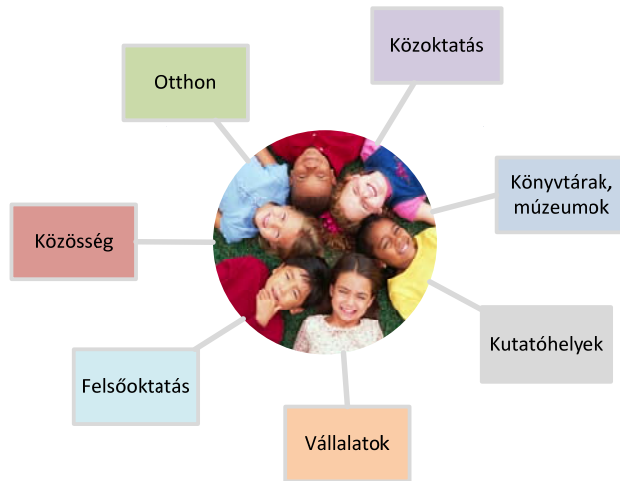 Közoktatás
Otthon
Könyvtárak,
múzeumok
Közösség
Kutatóhelyek
Felsőoktatás
Vállalatok